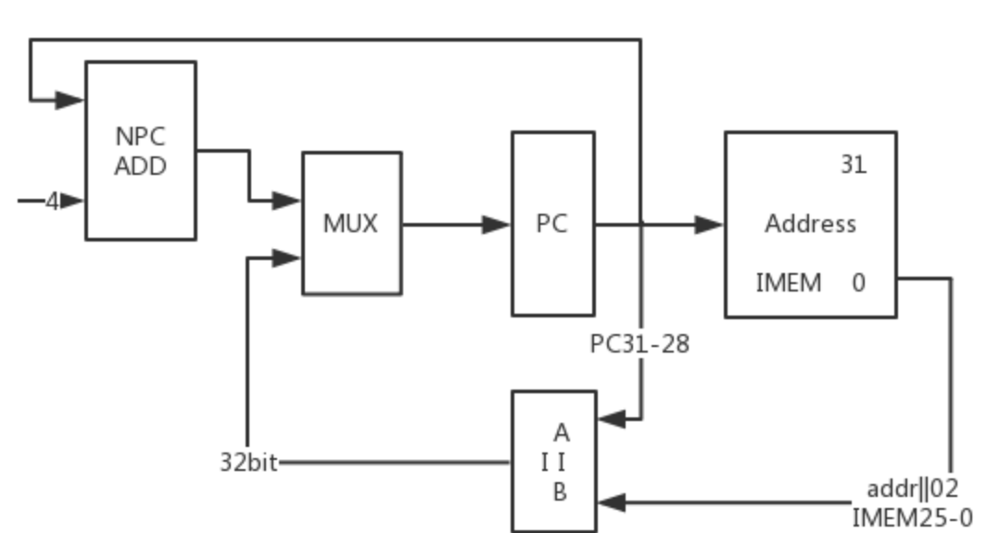 NPC
ADD
4
MUX
PC
31
Address
IMEM 0
PC31-28
A
I I
B
32bit
addr||02
IMEM25-0